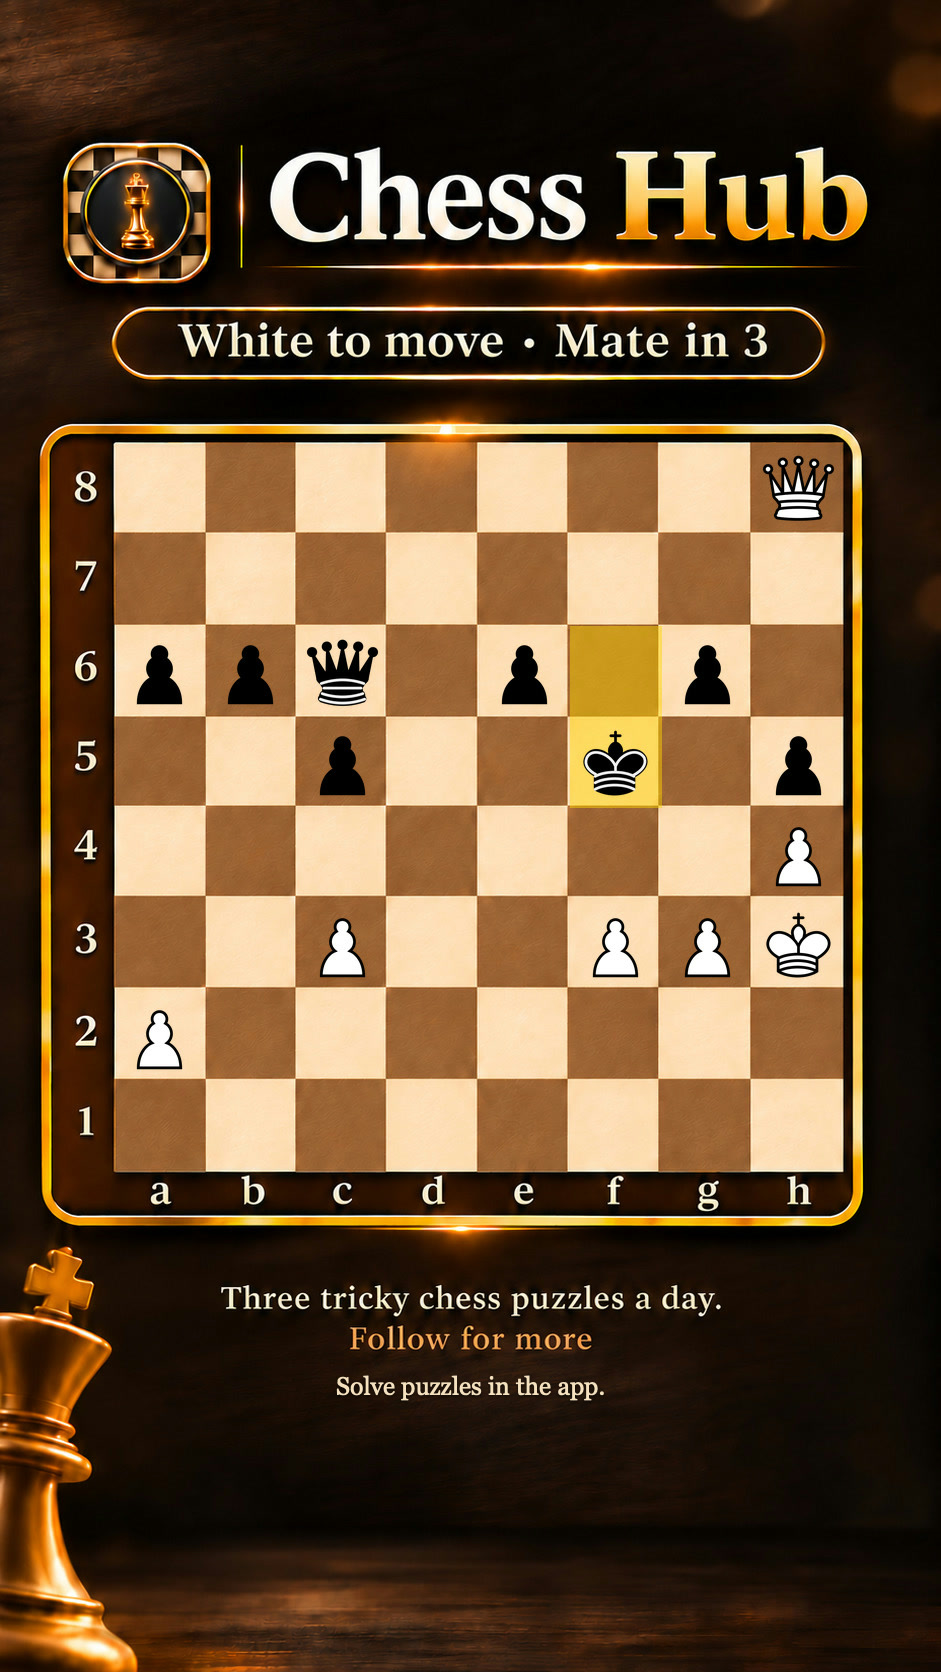 Chess Hub
White to move • Mate in 3
8
7
6
5
4
3
2
1
a b c d e f g h
Three tricky chess puzzles a day.
Follow for more
Solve puzzles in the app.